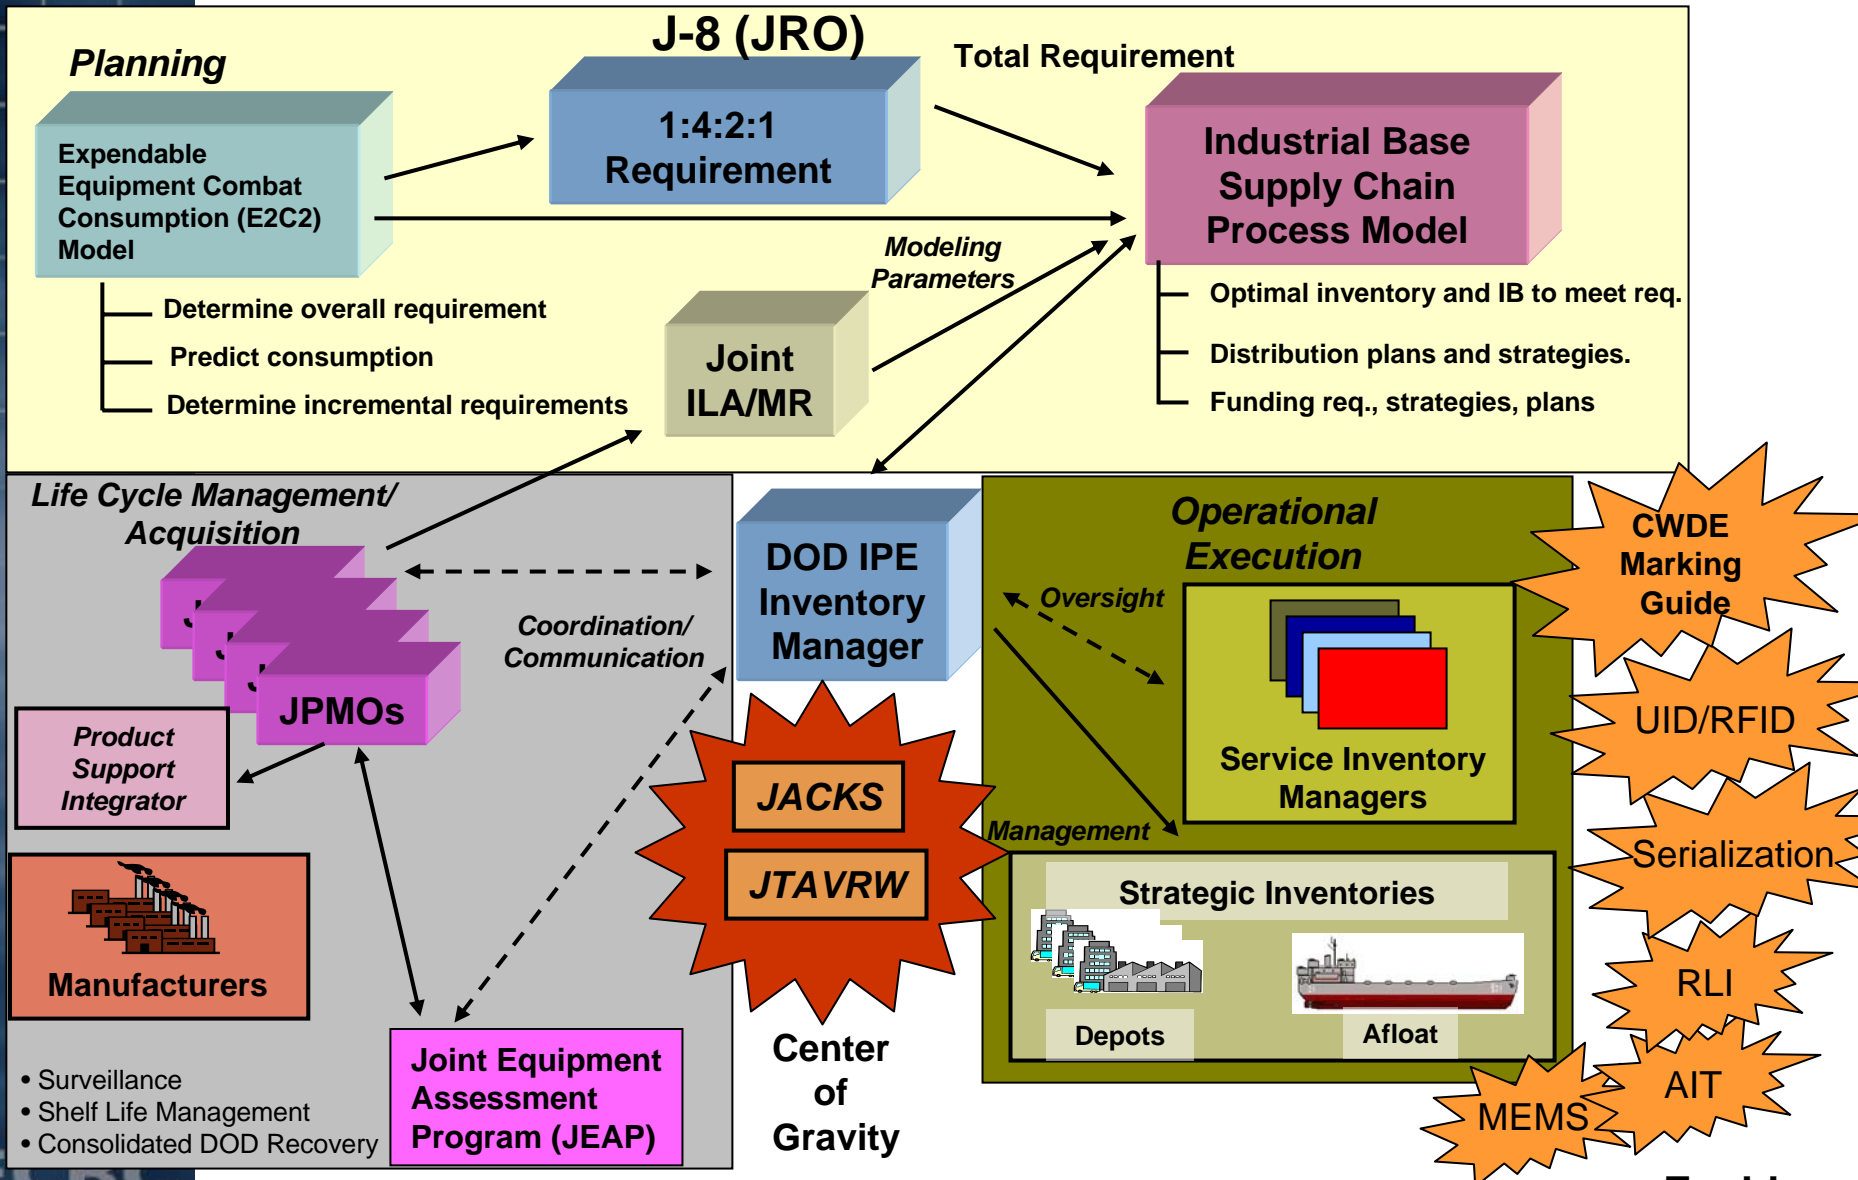 J-8 (JRO)
Planning
Total Requirement
Expendable
Equipment Combat
Consumption (E2C2)
Model
1:4:2:1
Requirement
Industrial Base
Supply Chain
Process Model
Modeling
Parameters
Determine overall requirement
Predict consumption
Determine incremental requirements
Joint
ILA/MR
Optimal inventory and IB to meet req.
Distribution plans and strategies.
Funding req., strategies, plans
Life Cycle Management/
Acquisition
J
J
J
JPMOs
Coordination/
Communication
DOD IPE
Inventory
Manager
Operational
Execution
Oversight
Service Inventory
Managers
Management
Product
Support
Integrator
Manufacturers
JACKS
JTAVRW
Strategic Inventories
Depots
Afloat
Center
of
Gravity
• Surveillance
• Shelf Life Management
• Consolidated DOD Recovery
Joint Equipment
Assessment
Program (JEAP)
CWDE
Marking
Guide
UID/RFID
Serialization
RLI
AIT
MEMS